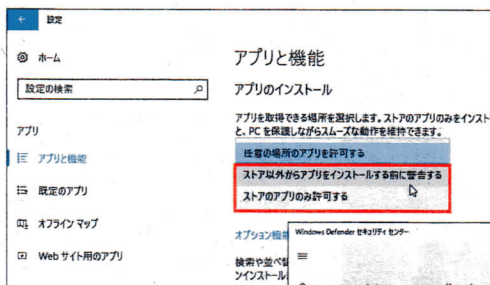 設定
ホーム
設定の検索
アプリ
アプリと機能
既定のアプリ
オフライン マップ
Web サイト用のアプリ
アプリと機能
アプリのインストール
アプリを取得できる場所を選択します。ストアのアプリのみをインスト
と、PC を保護しながらスムーズな動作を維持できます。
任意の場所のアプリを許可する
ストア以外からアプリをインストールする前に警告する
ストアのアプリのみ許可する
オプション機能
Windows Defender セキュリティ センター
検索や並べ替
ンインストール